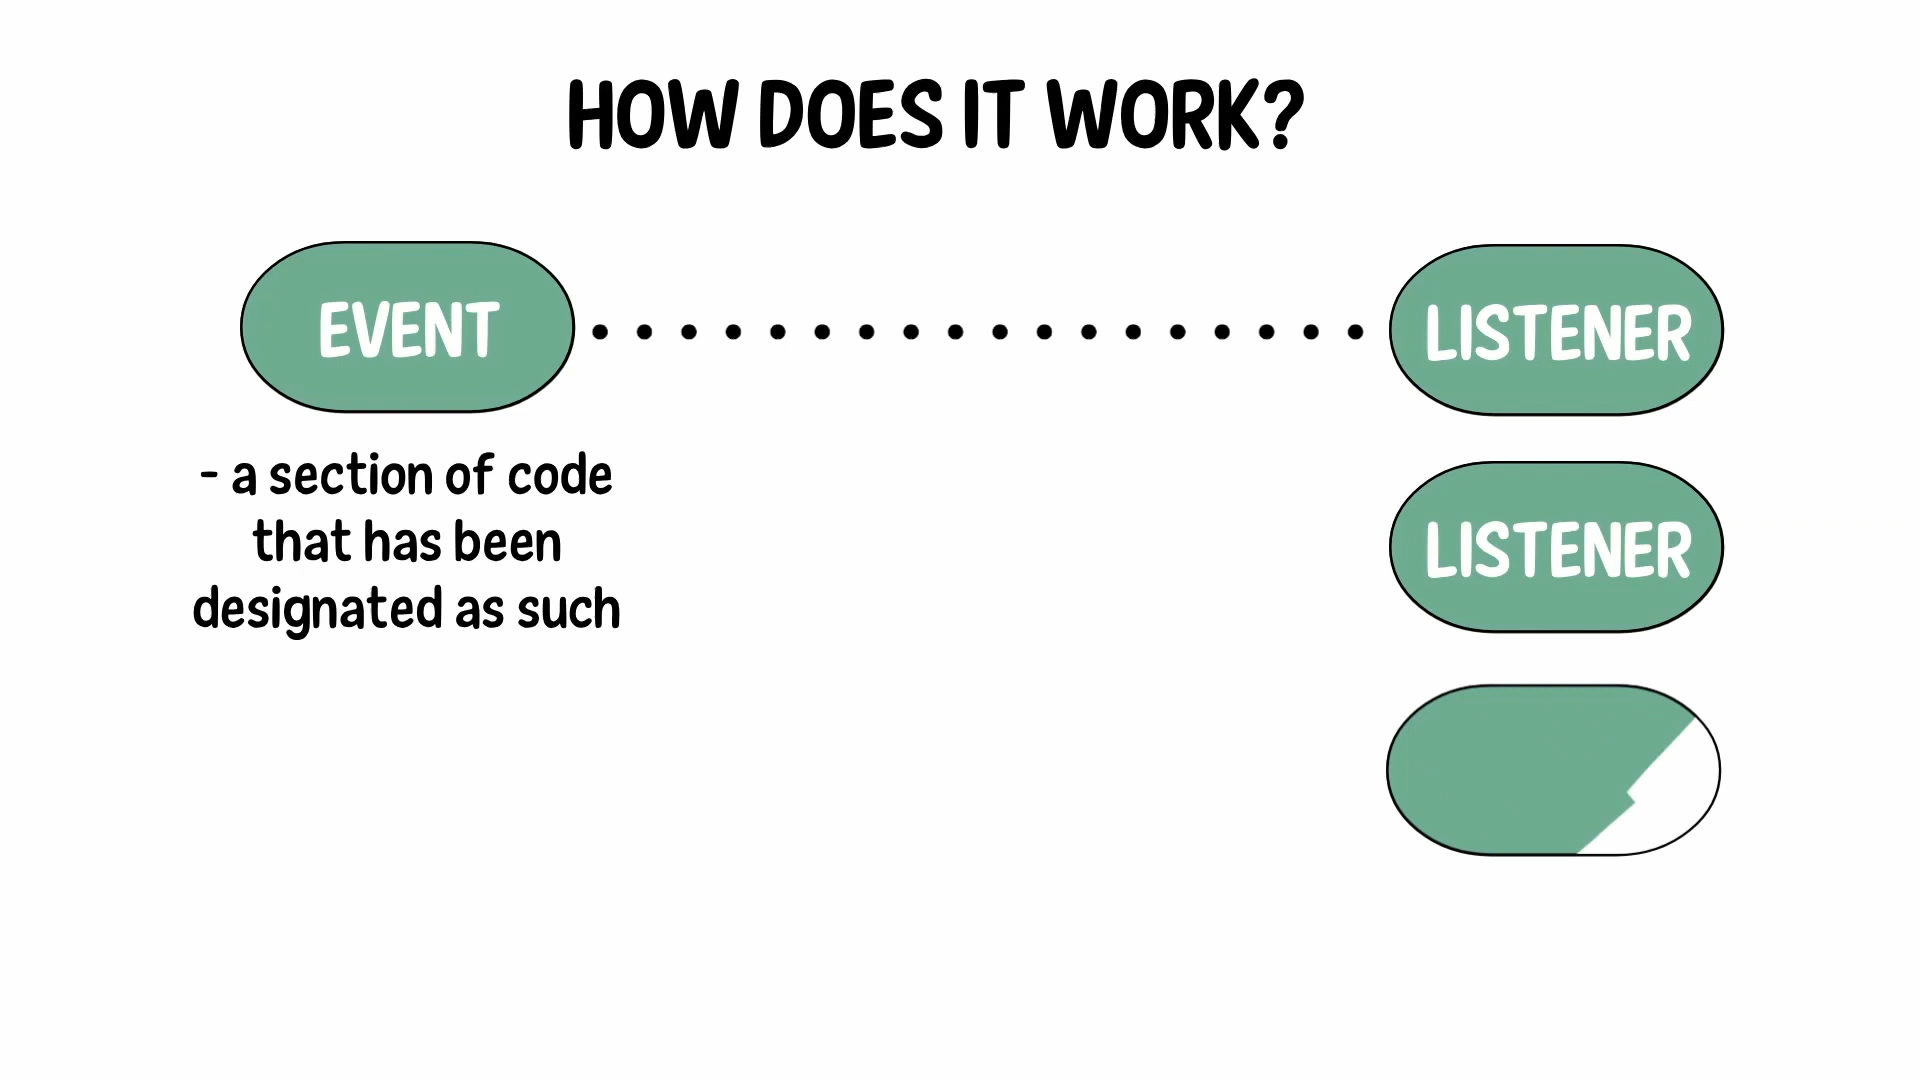 HOW DOES IT WORK?
EVENT
LISTENER
- a section of code
that has been
designated as such
LISTENER